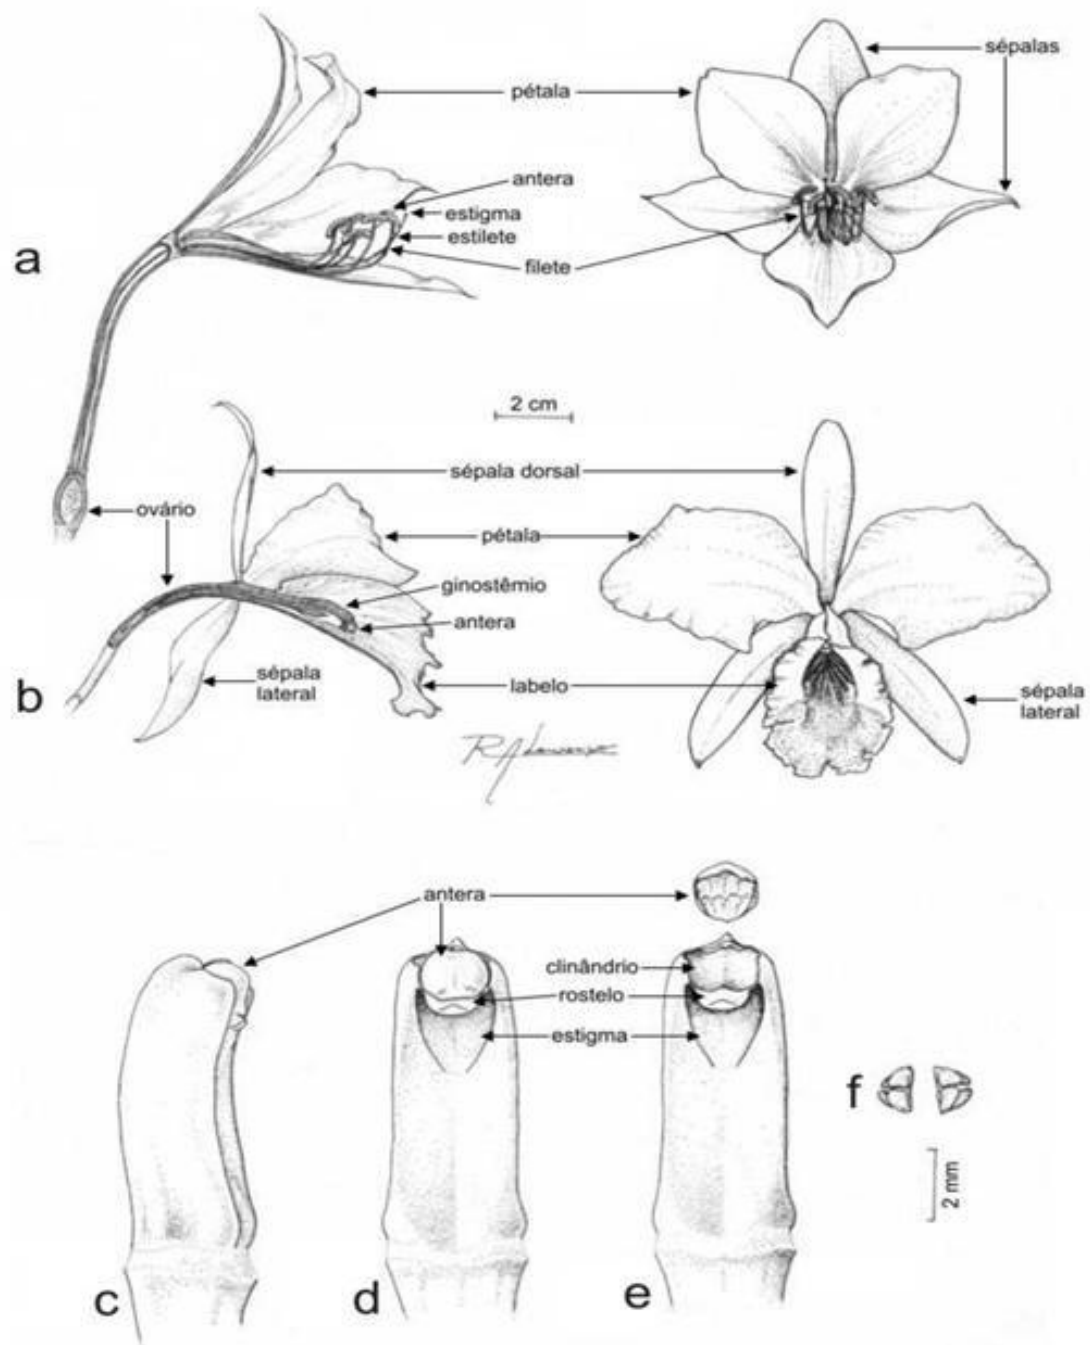 sépalas
pétala
antera
estigma
estilete
filete
a
2 cm
sépala dorsal
ovário
pétala
ginostêmio
antera
sépala
lateral
labelo
sépala
lateral
b
antera
clinândrio
rostelo
estigma
f
2 mm
c
d
e